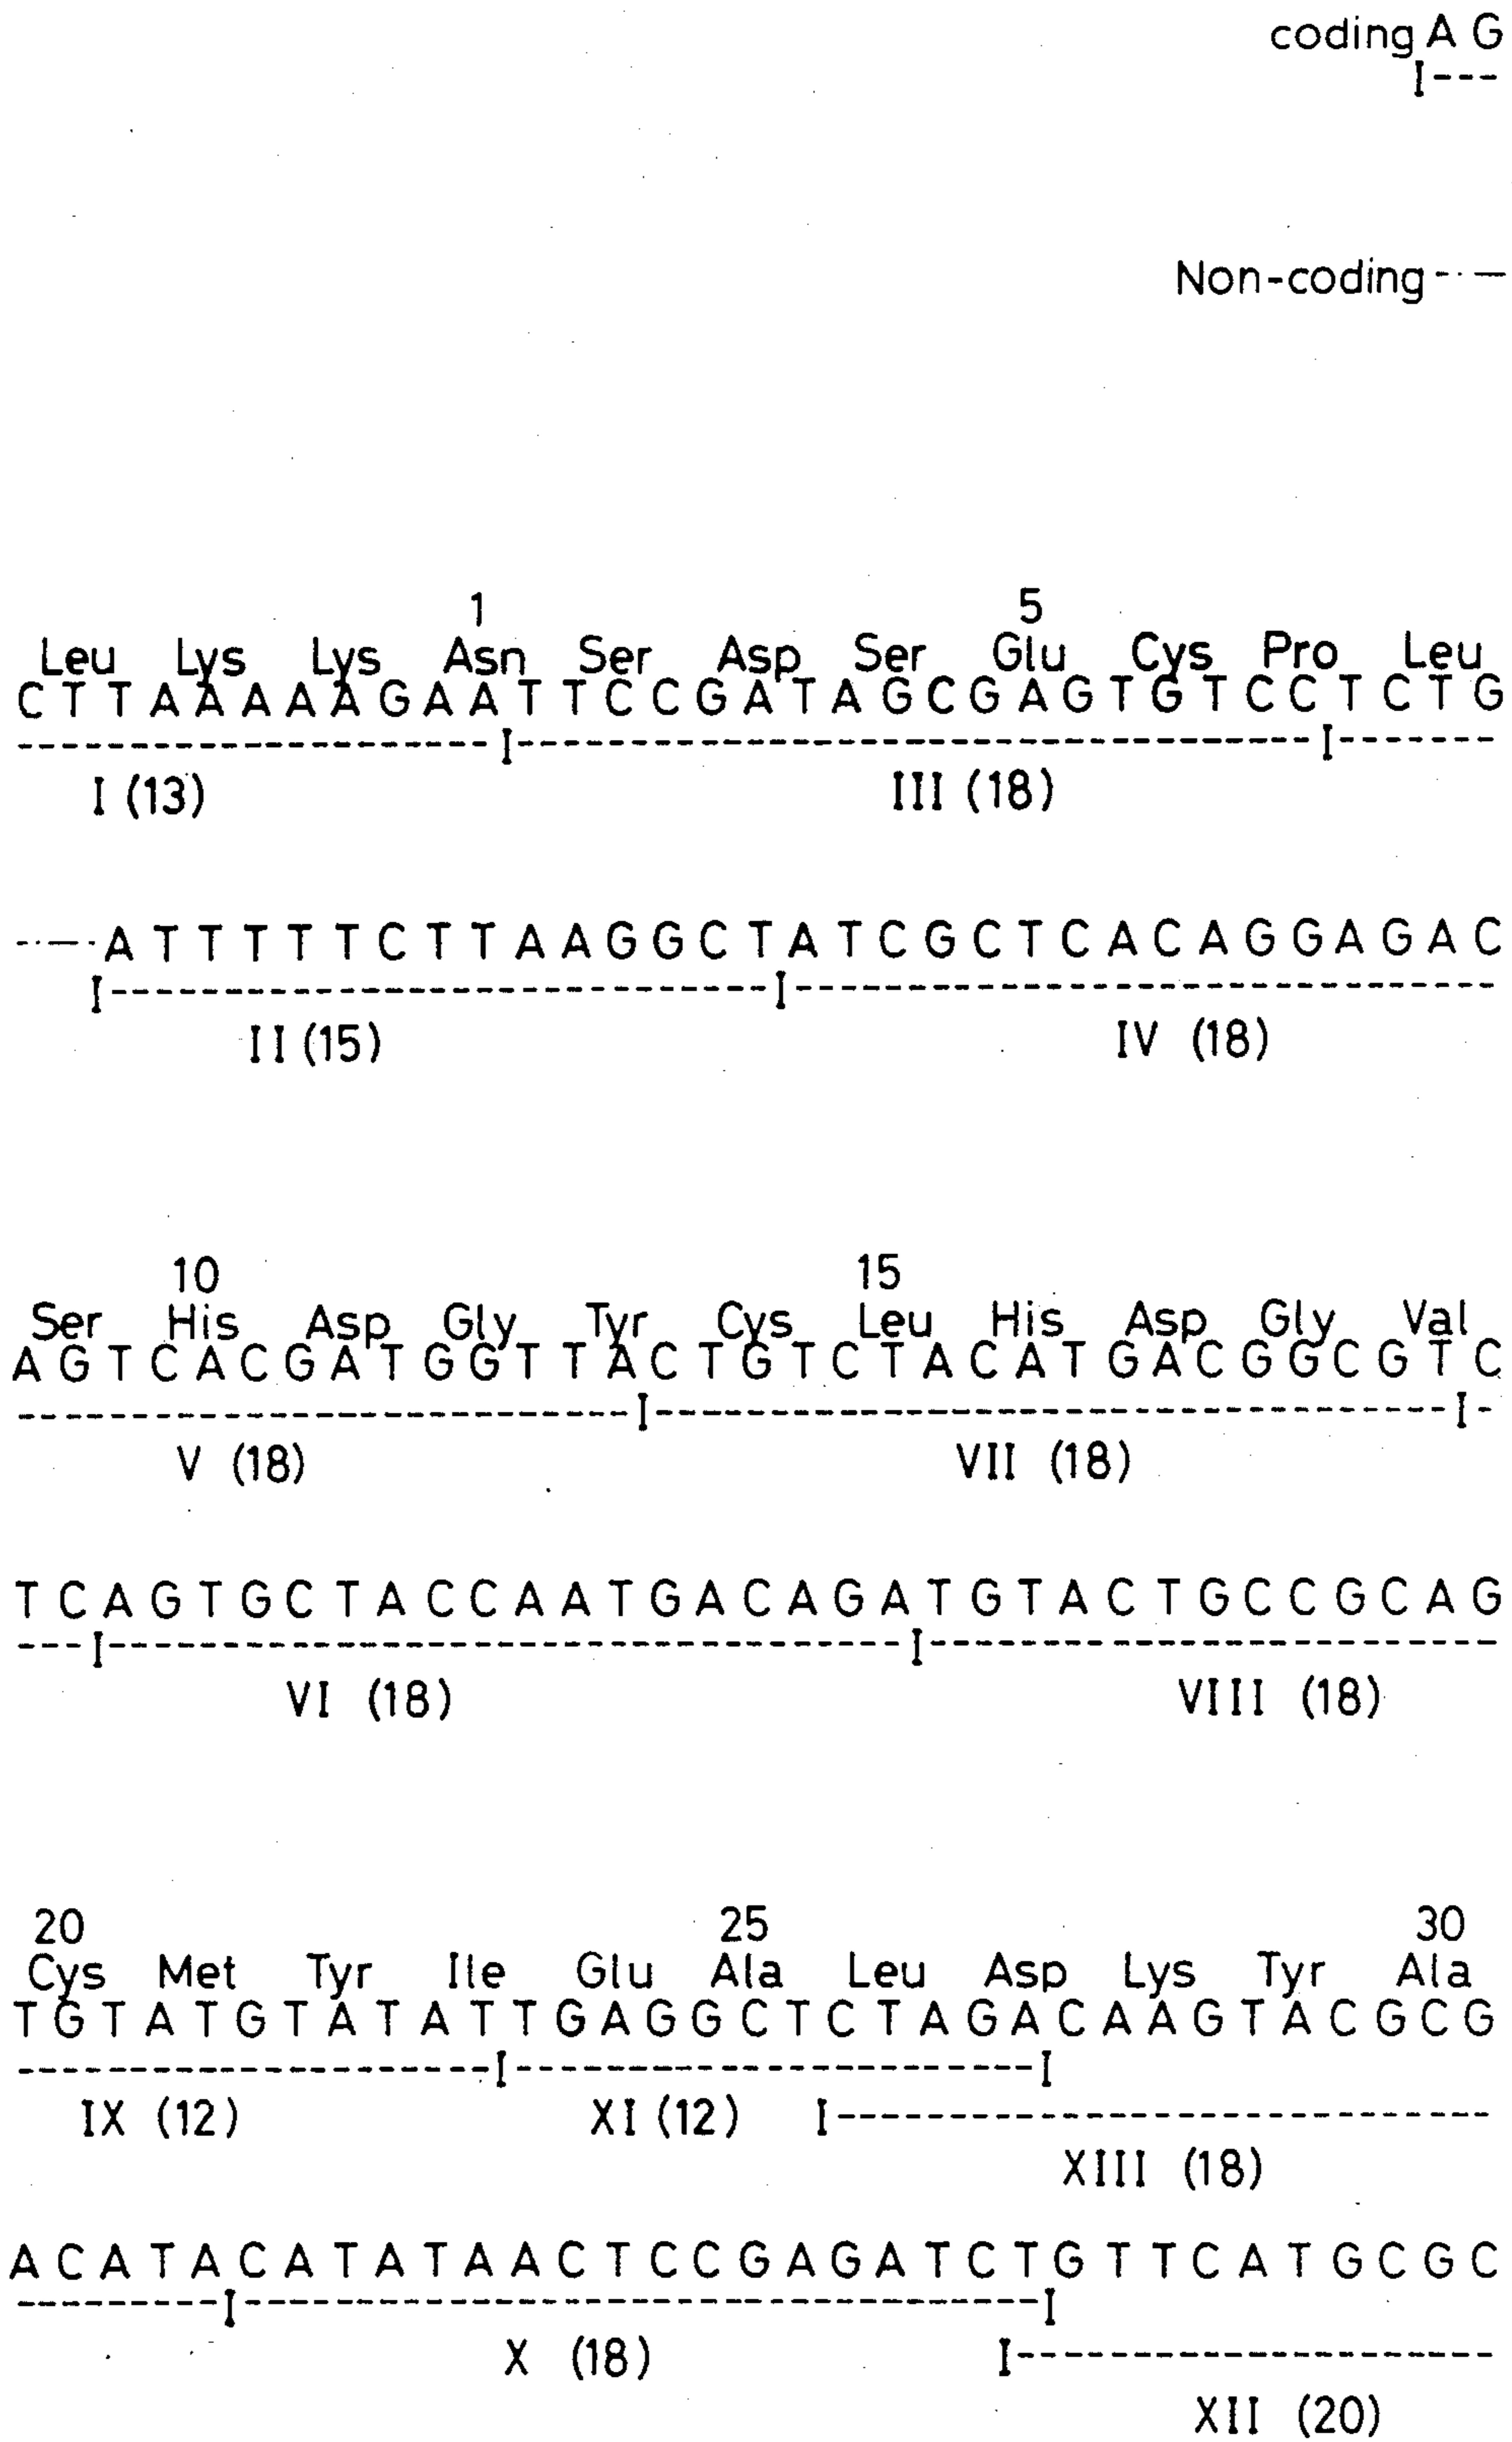 coding A G
I---
Non-coding -·-
1 5
Leu Lys Lys Asn Ser Asp Ser Glu Cys Pro Leu
C T T A A A A A G A A T T C C G A T A G C G A G T G T C C T C T G
--------------------I-----------------------------------I-------
I (13) III (18)
-·-·A T T T T T C T T A A G G C T A T C G C T C A C A G G A G A C
I-----------------------------I-------------------------------
II (15) IV (18)
10 15
Ser His Asp Gly Tyr Cys Leu His Asp Gly Val
A G T C A C G A T G G T T A C T G T C T A C A T G A C G G C G T C
---------------------------I-----------------------------------I-
V (18) VII (18)
T C A G T G C T A C C A A T G A C A G A T G T A C T G C C G C A G
---I-----------------------------------I-------------------------
VI (18) VIII (18)
20 25 30
Cys Met Tyr Ile Glu Ala Leu Asp Lys Tyr Ala
T G T A T G T A T A T T G A G G C T C T A G A C A A G T A C G C G
---------------------I-----------------------I
IX (12) XI (12) I-----------------------------
XIII (18)
A C A T A C A T A T A A C T C C G A G A T C T G T T C A T G C G C
---------I-----------------------------------I
X (18) I---------------------
XII (20)